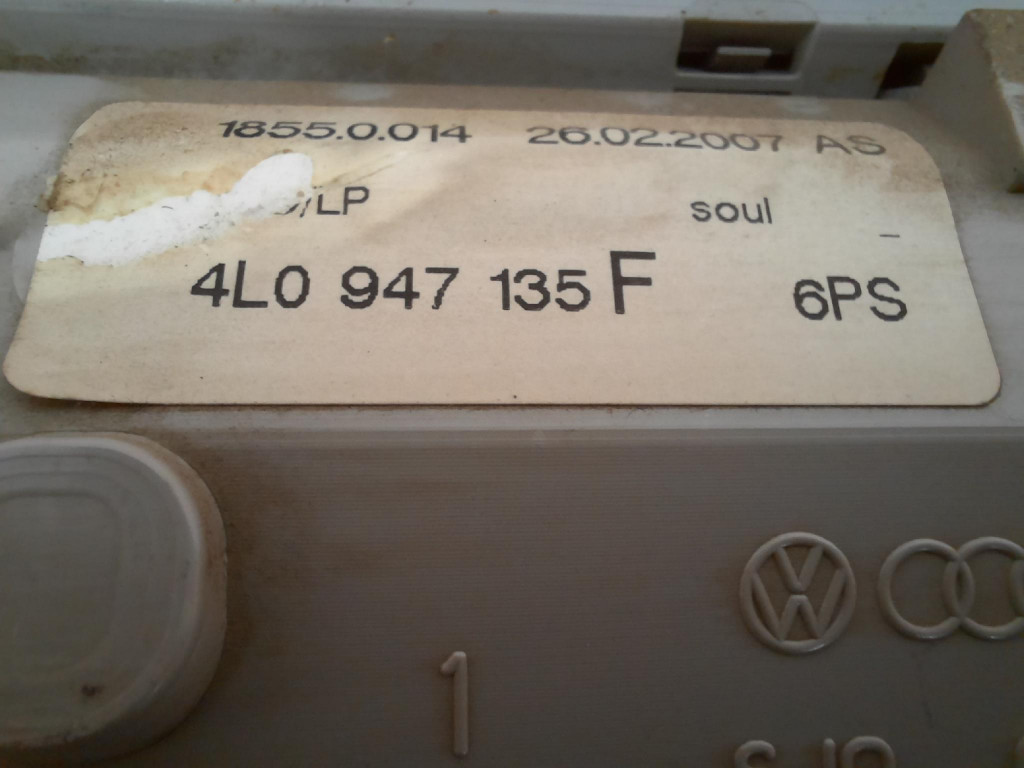 1855.0.014 26.02.2007 AS
/LP soul -
4L0 947 135 F 6PS
1